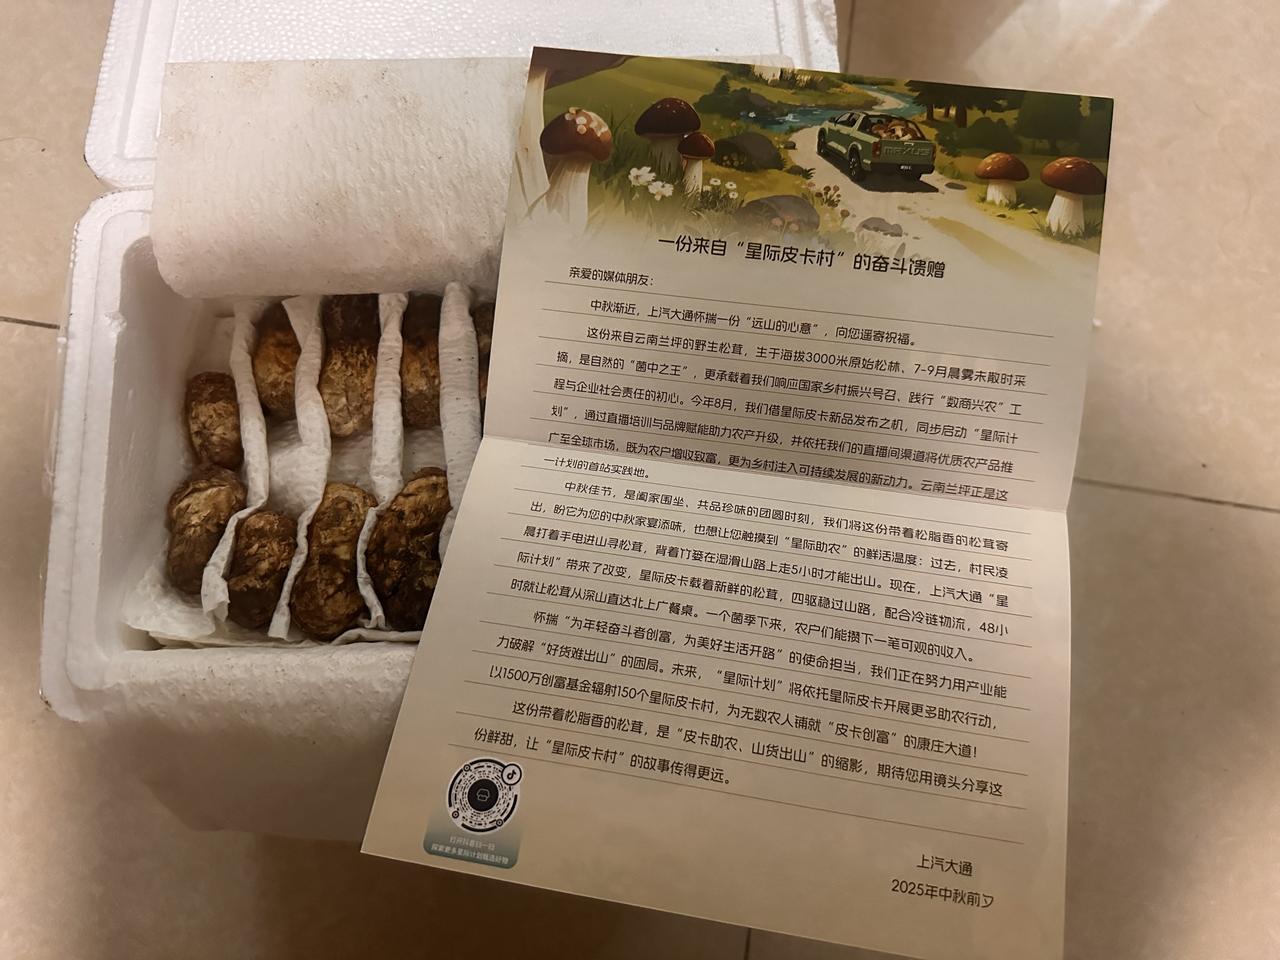 MAXUS
一份来自“星际皮卡村”的奋斗馈赠
亲爱的媒体朋友：
中秋渐近，上汽大通怀揣一份“远山的心意”，向您遥寄祝福。
这份来自云南兰坪的野生松茸，生于海拔3000米原始松林、7-9月晨雾未散时采
摘，是自然的“菌中之王”，更承载着我们响应国家乡村振兴号召、践行“数商兴农”工
程与企业社会责任的初心。今年8月，我们借星际皮卡新品发布之机，同步启动“星际计
划”，通过直播培训与品牌赋能助力农产升级，并依托我们的直播间渠道将优质农产品推
广至全球市场，既为农户增收致富，更为乡村注入可持续发展的新动力。云南兰坪正是这
一计划的首站实践地。
中秋佳节，是阖家围坐、共品珍味的团圆时刻，我们将这份带着松脂香的松茸寄
出，盼它为您的中秋家宴添味，也想让您触摸到“星际助农”的鲜活温度：过去，村民凌
晨打着手电进山寻松茸，背着竹篓在湿滑山路上走5小时才能出山。现在，上汽大通“星
际计划”带来了改变，星际皮卡载着新鲜的松茸，四驱稳过山路，配合冷链物流，48小
时就让松茸从深山直达北上广餐桌。一个菌季下来，农户们能攒下一笔可观的收入。
怀揣“为年轻奋斗者创富，为美好生活开路”的使命担当，我们正在努力用产业能
力破解“好货难出山”的困局。未来，“星际计划”将依托星际皮卡开展更多助农行动，
以1500万创富基金辐射150个星际皮卡村，为无数农人铺就“皮卡创富”的康庄大道！
这份带着松脂香的松茸，是“皮卡助农、山货出山”的缩影，期待您用镜头分享这
份鲜甜，让“星际皮卡村”的故事传得更远。
打开抖音扫一扫
探索更多星际计划甄选好物
上汽大通
2025年中秋前夕